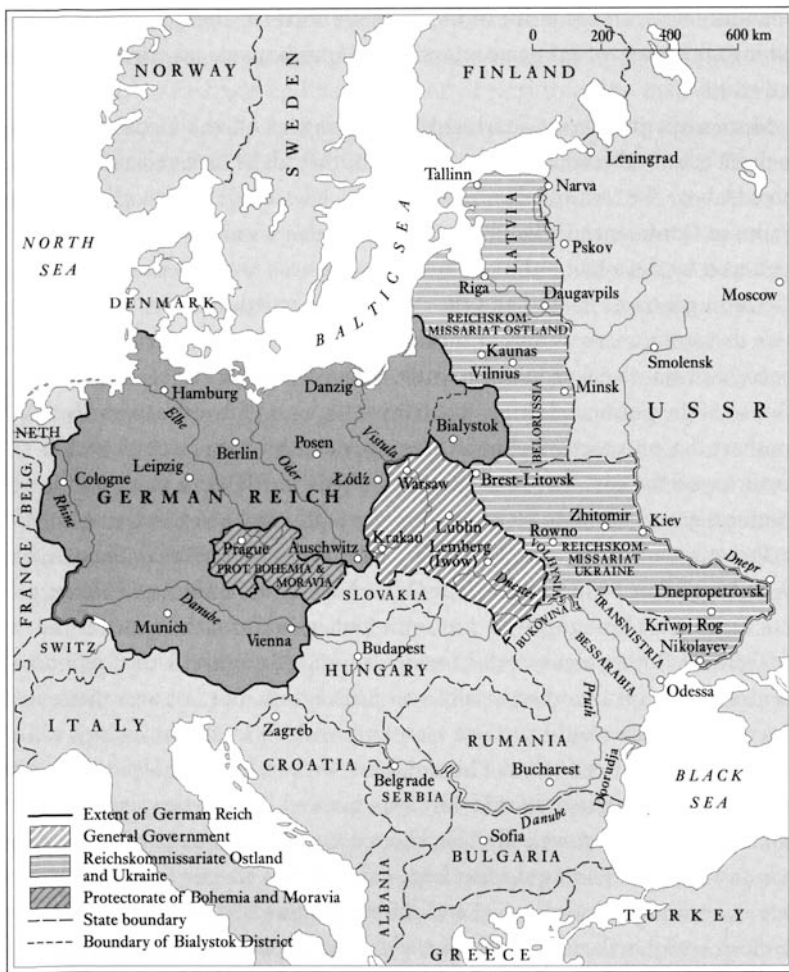 0 200 400 600 km
NORWAY
SWEDEN
FINLAND
Leningrad
Tallinn
Narva
NORTH
SEA
LATVIA
Pskov
BALTIC SEA
Riga
Moscow
DENMARK
Daugavpils
REICHSKOM-
MISSARIAT OSTLAND
Kaunas
Smolensk
Vilnius
Hamburg
Danzig
Minsk
USSR
BELORUSSIA
NETH
Elbe
Berlin
Posen
Vistula
Bialystok
BELG.
Cologne
Leipzig
Oder
Łódź
Warsaw
Brest-Litovsk
Rhine
GERMAN REICH
Lublin
Zhitomir
Kiev
Prague
Auschwitz
Krakau
Rowno
FRANCE
PROT BOHEMIA &
MORAVIA
Lemberg
(Lwow)
VOLHYNIA
REICHSKOM-
MISSARIAT
UKRAINE
Dnepr
SLOVAKIA
Dnester
Dnepropetrovsk
Danube
BUKOVINA
TRANSNISTRIA
Kriwoj Rog
Munich
Vienna
BESSARABIA
Nikolayev
SWITZ
Budapest
HUNGARY
Odessa
Pruth
ITALY
Zagreb
RUMANIA
CROATIA
Bucharest
Dborudja
BLACK
SEA
Belgrade
SERBIA
Danube
Sofia
BULGARIA
ALBANIA
TURKEY
GREECE
Extent of German Reich
General Government
Reichskommissariate Ostland
and Ukraine
Protectorate of Bohemia and Moravia
State boundary
Boundary of Bialystok District